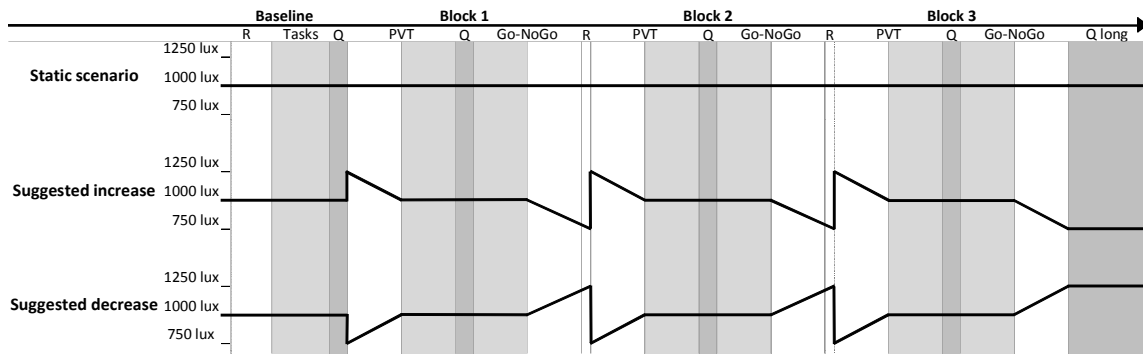 Baseline Block 1 Block 2 Block 3
R Tasks Q PVT Q Go-NoGo R PVT Q Go-NoGo R PVT Q Go-NoGo Q long
1250 lux
Static scenario 1000 lux
750 lux
1250 lux
Suggested increase 1000 lux
750 lux
1250 lux
Suggested decrease 1000 lux
750 lux